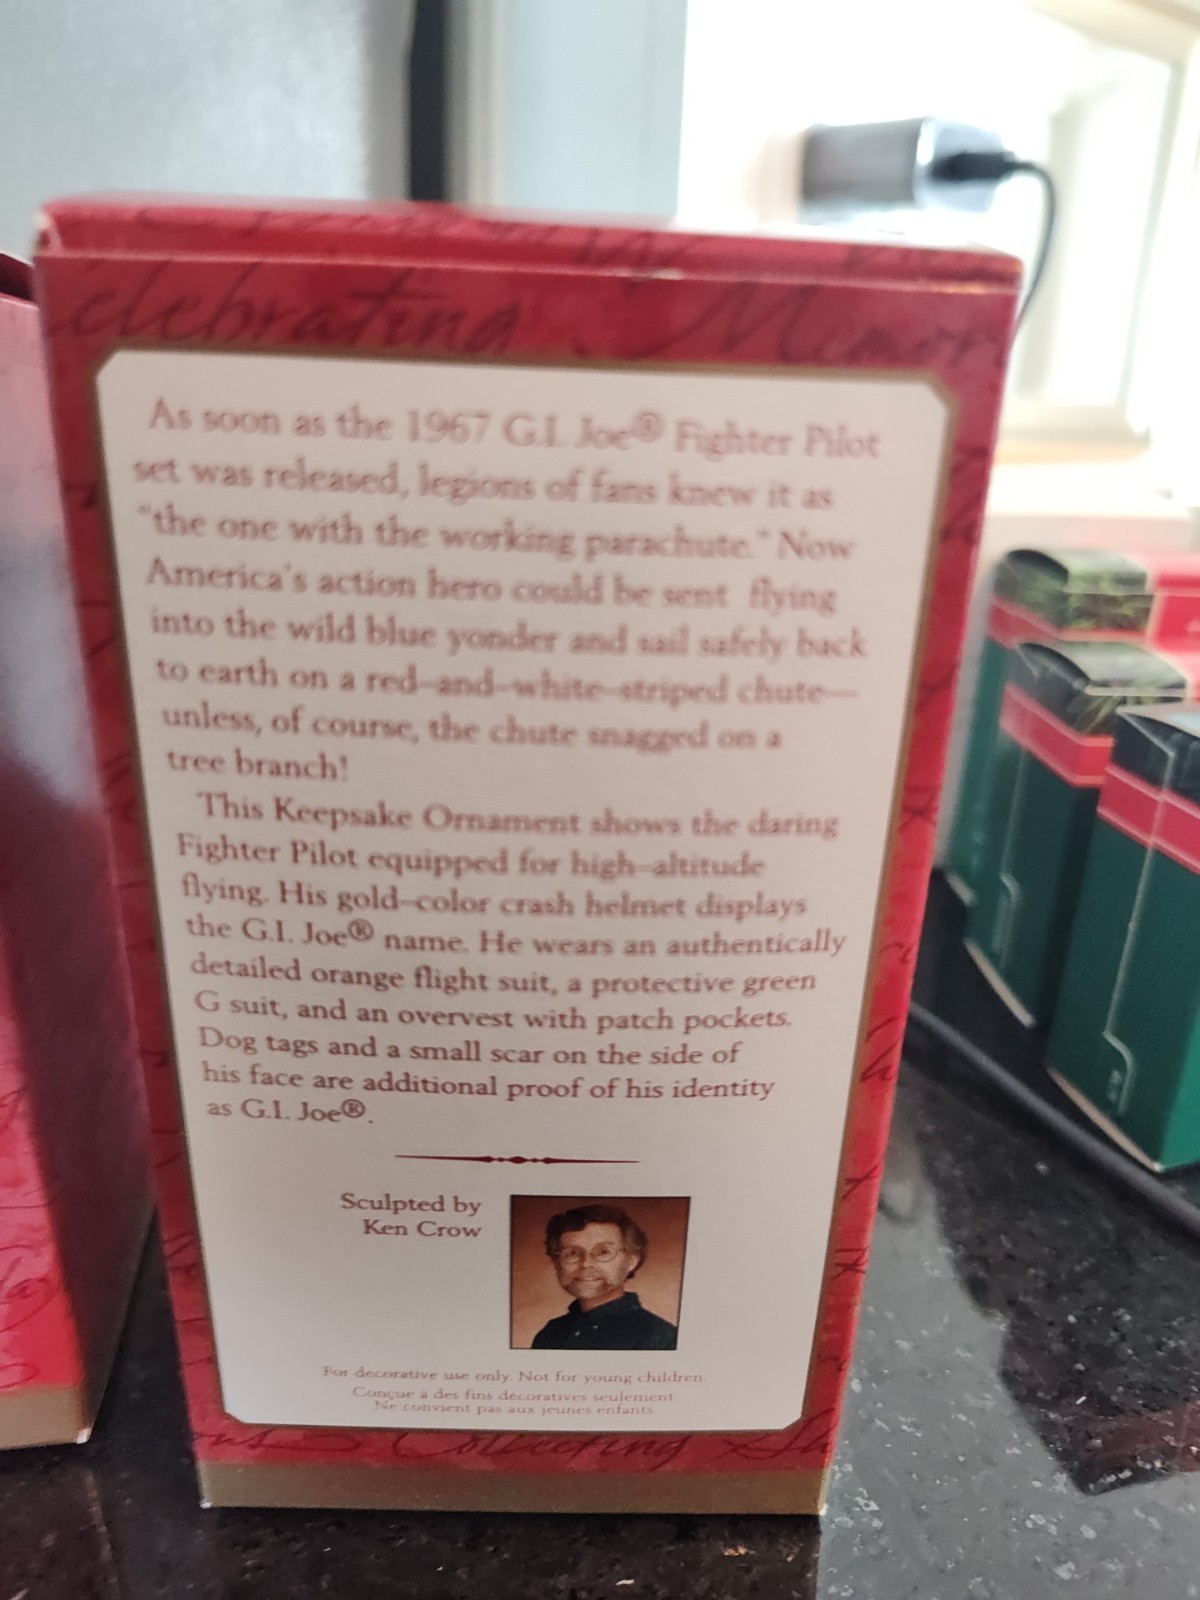 elebrating Memor
As soon as the 1967 G.I. Joe® Fighter Pilot
set was released, legions of fans knew it as
"the one with the working parachute." Now
America's action hero could be sent flying
into the wild blue yonder and sail safely back
to earth on a red-and-white-striped chute—
unless, of course, the chute snagged on a
tree branch!
This Keepsake Ornament shows the daring
Fighter Pilot equipped for high-altitude
flying. His gold-color crash helmet displays
the G.I. Joe® name. He wears an authentically
detailed orange flight suit, a protective green
G suit, and an overvest with patch pockets.
Dog tags and a small scar on the side of
his face are additional proof of his identity
as G.I. Joe®.
Sculpted by
Ken Crow
For decorative use only. Not for young children.
Conçue à des fins décoratives seulement.
Ne convient pas aux jeunes enfants.
Collecting